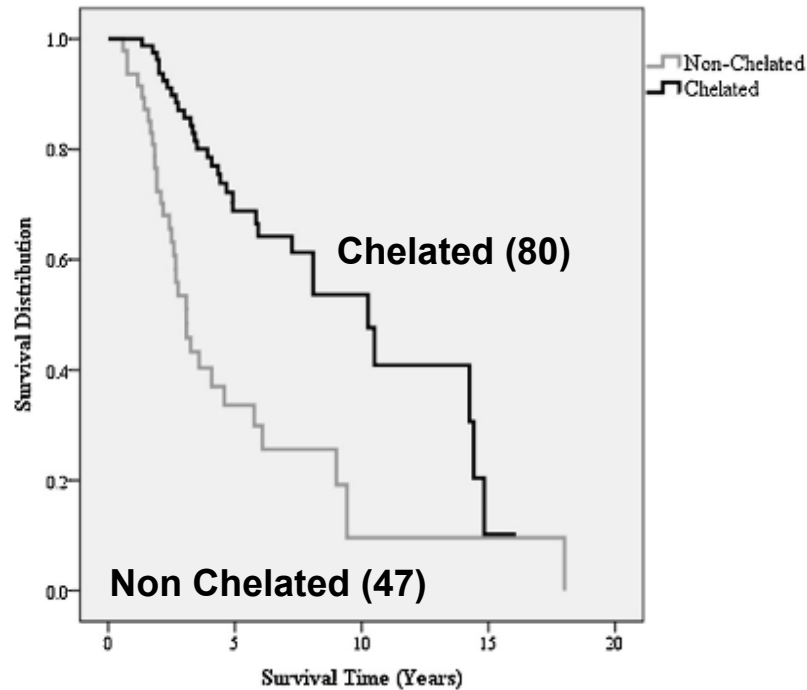 1.0
0.8
0.6
0.4
0.2
0.0
Survival Distribution
Non-Chelated
Chelated
Chelated (80)
Non Chelated (47)
0 5 10 15 20
Survival Time (Years)